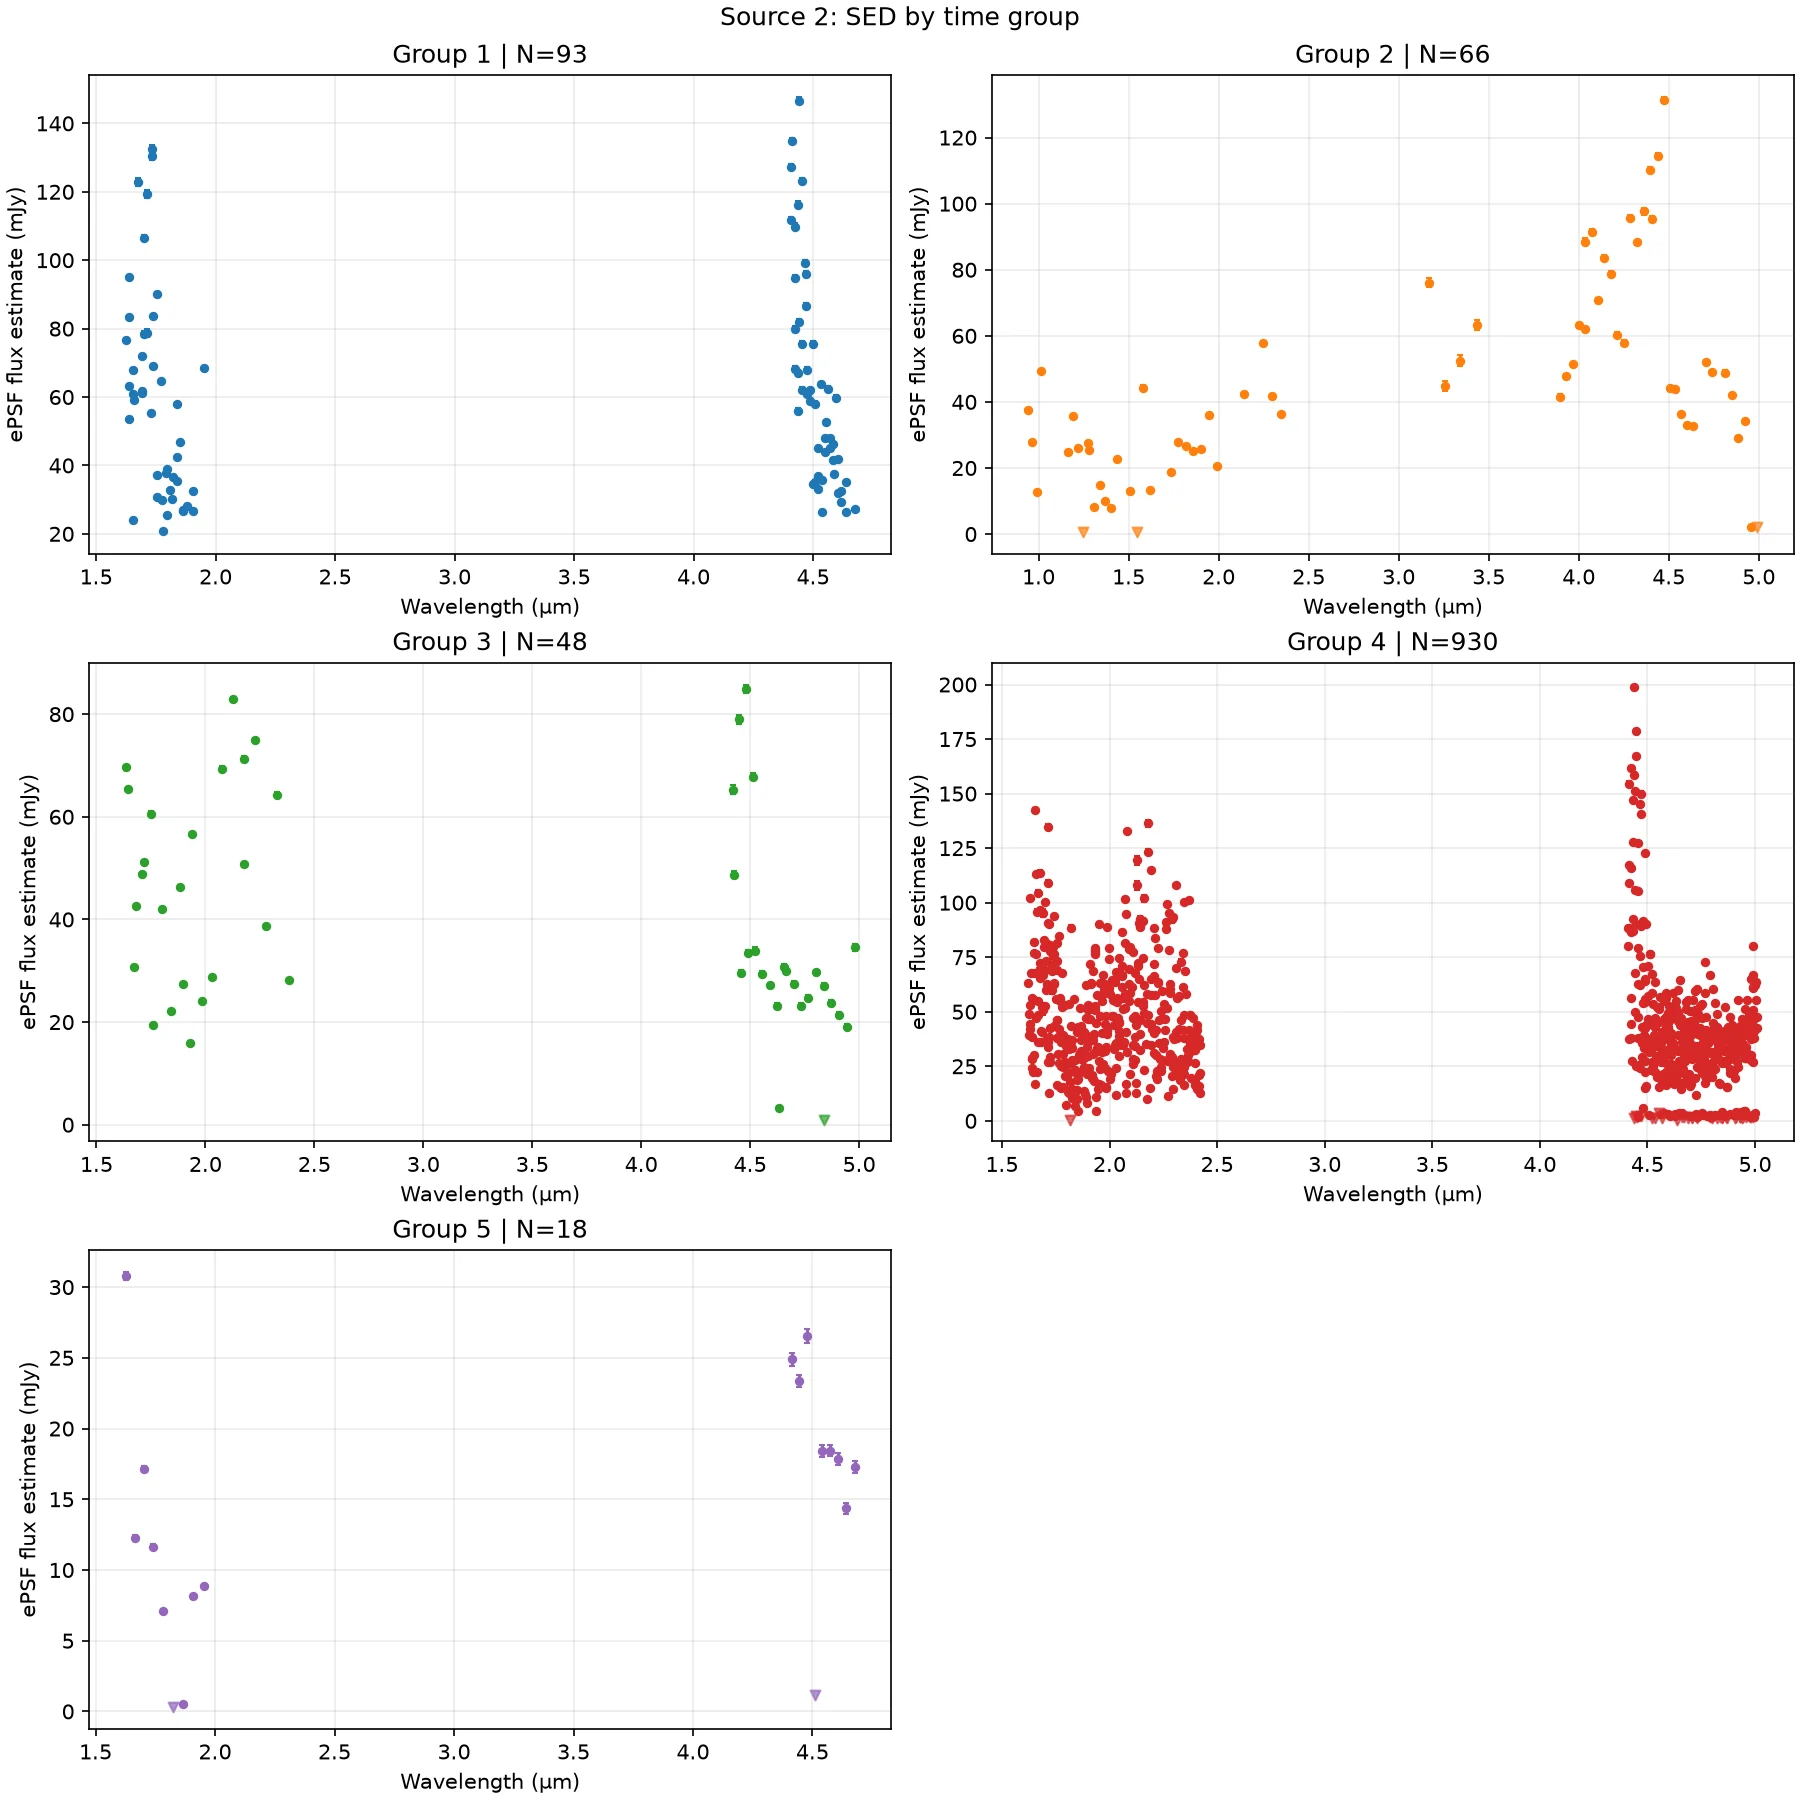 Source 2: SED by time group
Group 1 | N=93
Group 2 | N=66
ePSF flux estimate (mJy)
140
120
100
80
60
40
20
1.5 2.0 2.5 3.0 3.5 4.0 4.5
Wavelength (µm)
ePSF flux estimate (mJy)
120
100
80
60
40
20
0
1.0 1.5 2.0 2.5 3.0 3.5 4.0 4.5 5.0
Wavelength (µm)
Group 3 | N=48
Group 4 | N=930
ePSF flux estimate (mJy)
80
60
40
20
0
1.5 2.0 2.5 3.0 3.5 4.0 4.5 5.0
Wavelength (µm)
ePSF flux estimate (mJy)
200
175
150
125
100
75
50
25
0
1.5 2.0 2.5 3.0 3.5 4.0 4.5 5.0
Wavelength (µm)
Group 5 | N=18
ePSF flux estimate (mJy)
30
25
20
15
10
5
0
1.5 2.0 2.5 3.0 3.5 4.0 4.5
Wavelength (µm)